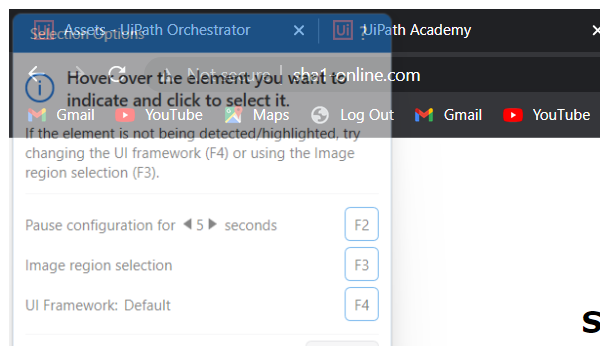 Assets - UiPath Orchestrator
UiPath Academy
Selection Options
?
Not secure | sha1-online.com
Hover over the element you want to
indicate and click to select it.
Gmail YouTube Maps Log Out Gmail YouTube
If the element is not being detected/highlighted, try
changing the UI framework (F4) or using the Image
region selection (F3).
Pause configuration for 5 seconds F2
Image region selection F3
UI Framework: Default F4
S